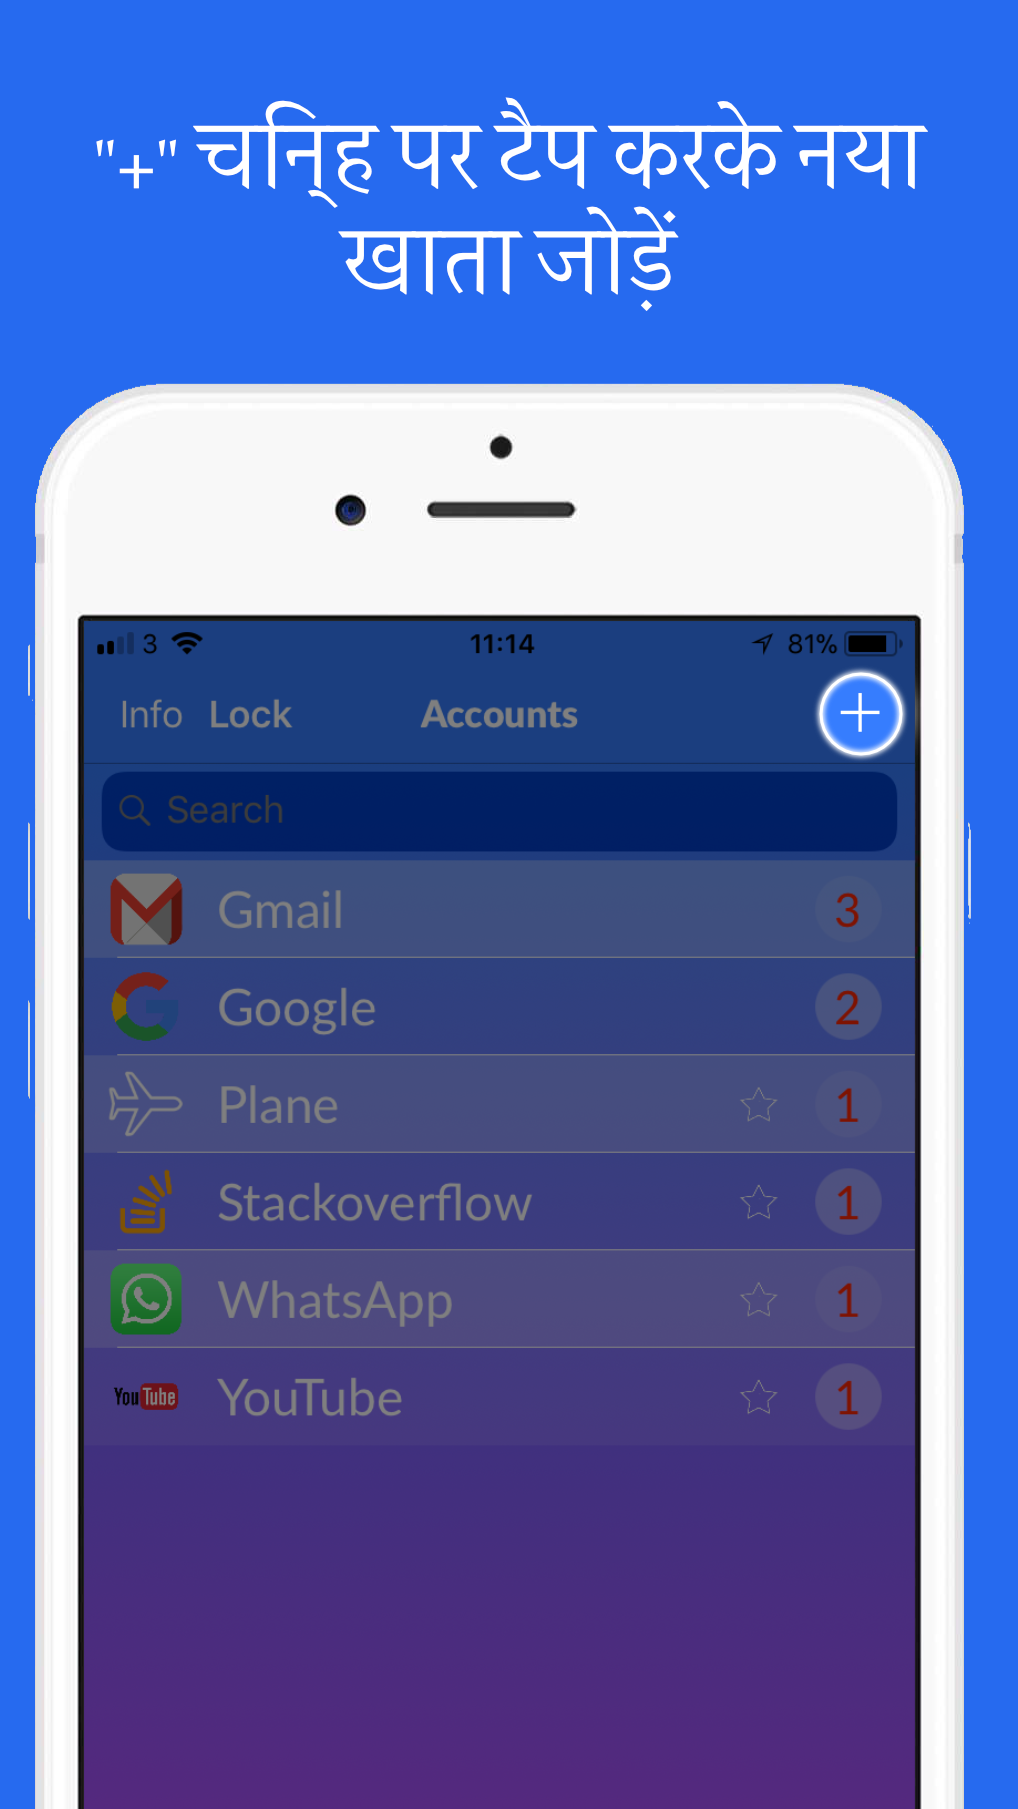 "+" चिन्ह पर टैप करके नया
खाता जोड़ें
3 11:14 81%
Info Lock Accounts +
Search
Gmail 3
Google 2
Plane 1
Stackoverflow 1
WhatsApp 1
YouTube YouTube 1